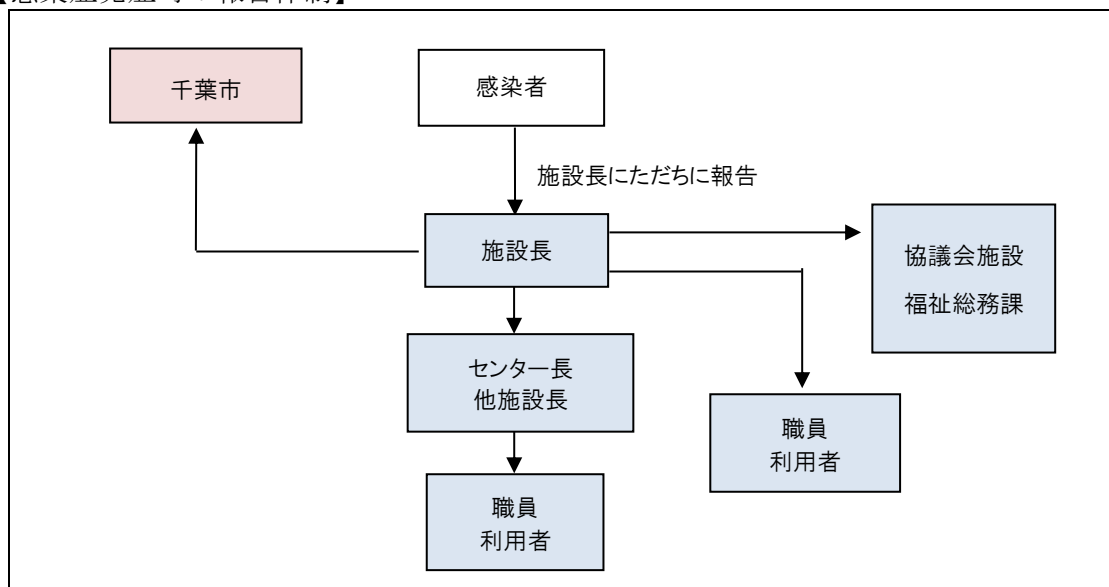 千葉市
感染者
施設長にただちに報告
施設長
協議会施設
福祉総務課
センター長
他施設長
職員
利用者
職員
利用者